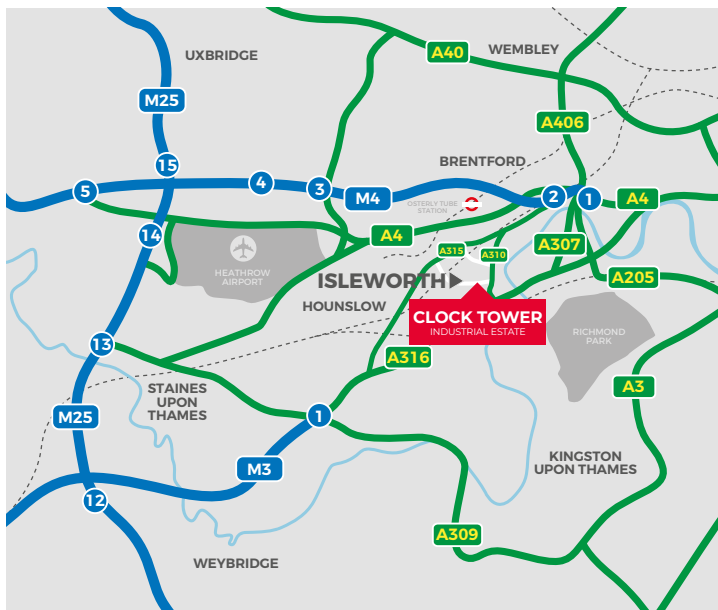 A40
WEMBLEY
UXBRIDGE
M25
A406
15
BRENTFORD
5
4
3
M4
2
1
A4
OSTERLY TUBE
STATION
14
A4
A315
A310
A307
HEATHROW
AIRPORT
ISLEWORTH
A205
HOUNSLOW
CLOCK TOWER
INDUSTRIAL ESTATE
RICHMOND
PARK
13
A316
STAINES
UPON
THAMES
A3
M25
1
KINGSTON
UPON THAMES
M3
12
A309
WEYBRIDGE